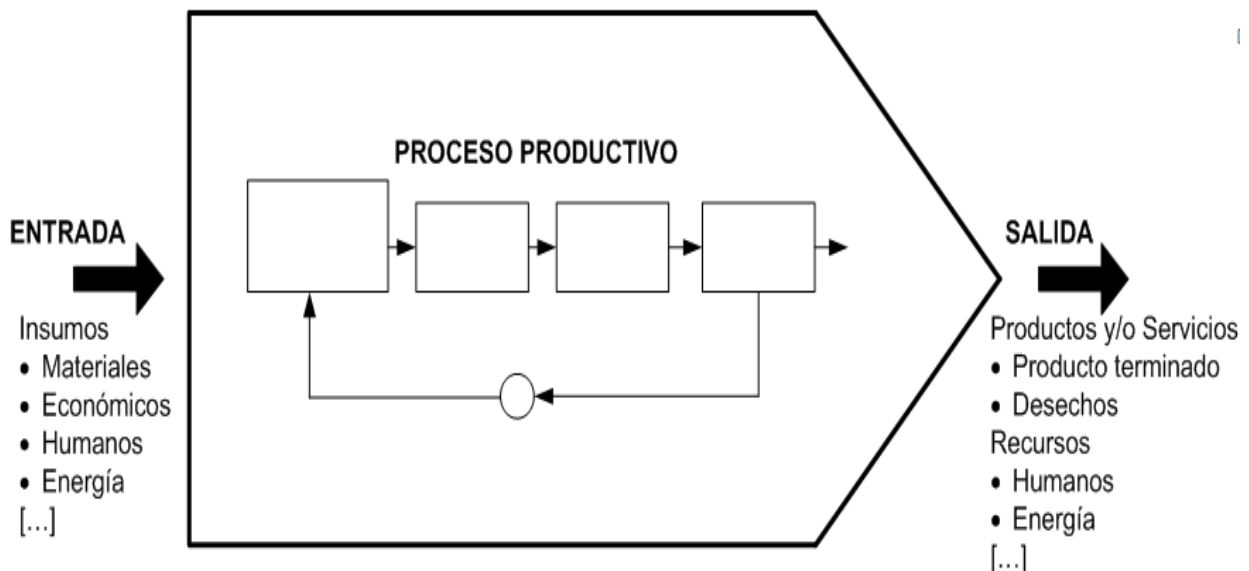 PROCESO PRODUCTIVO
ENTRADA
Insumos
• Materiales
• Económicos
• Humanos
• Energía
[...]
SALIDA
Productos y/o Servicios
• Producto terminado
• Desechos
Recursos
• Humanos
• Energía
[...]